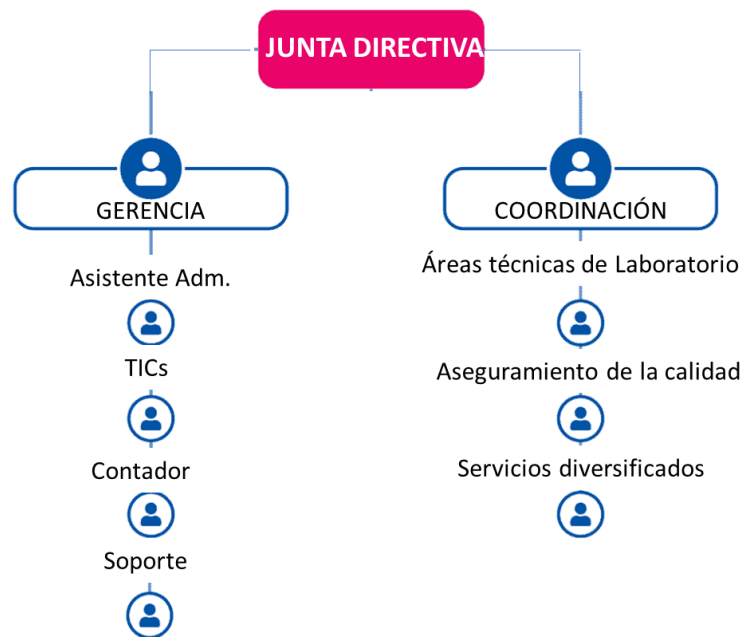 JUNTA DIRECTIVA
GERENCIA
Asistente Adm.
TICs
Contador
Soporte
COORDINACIÓN
Áreas técnicas de Laboratorio
Aseguramiento de la calidad
Servicios diversificados